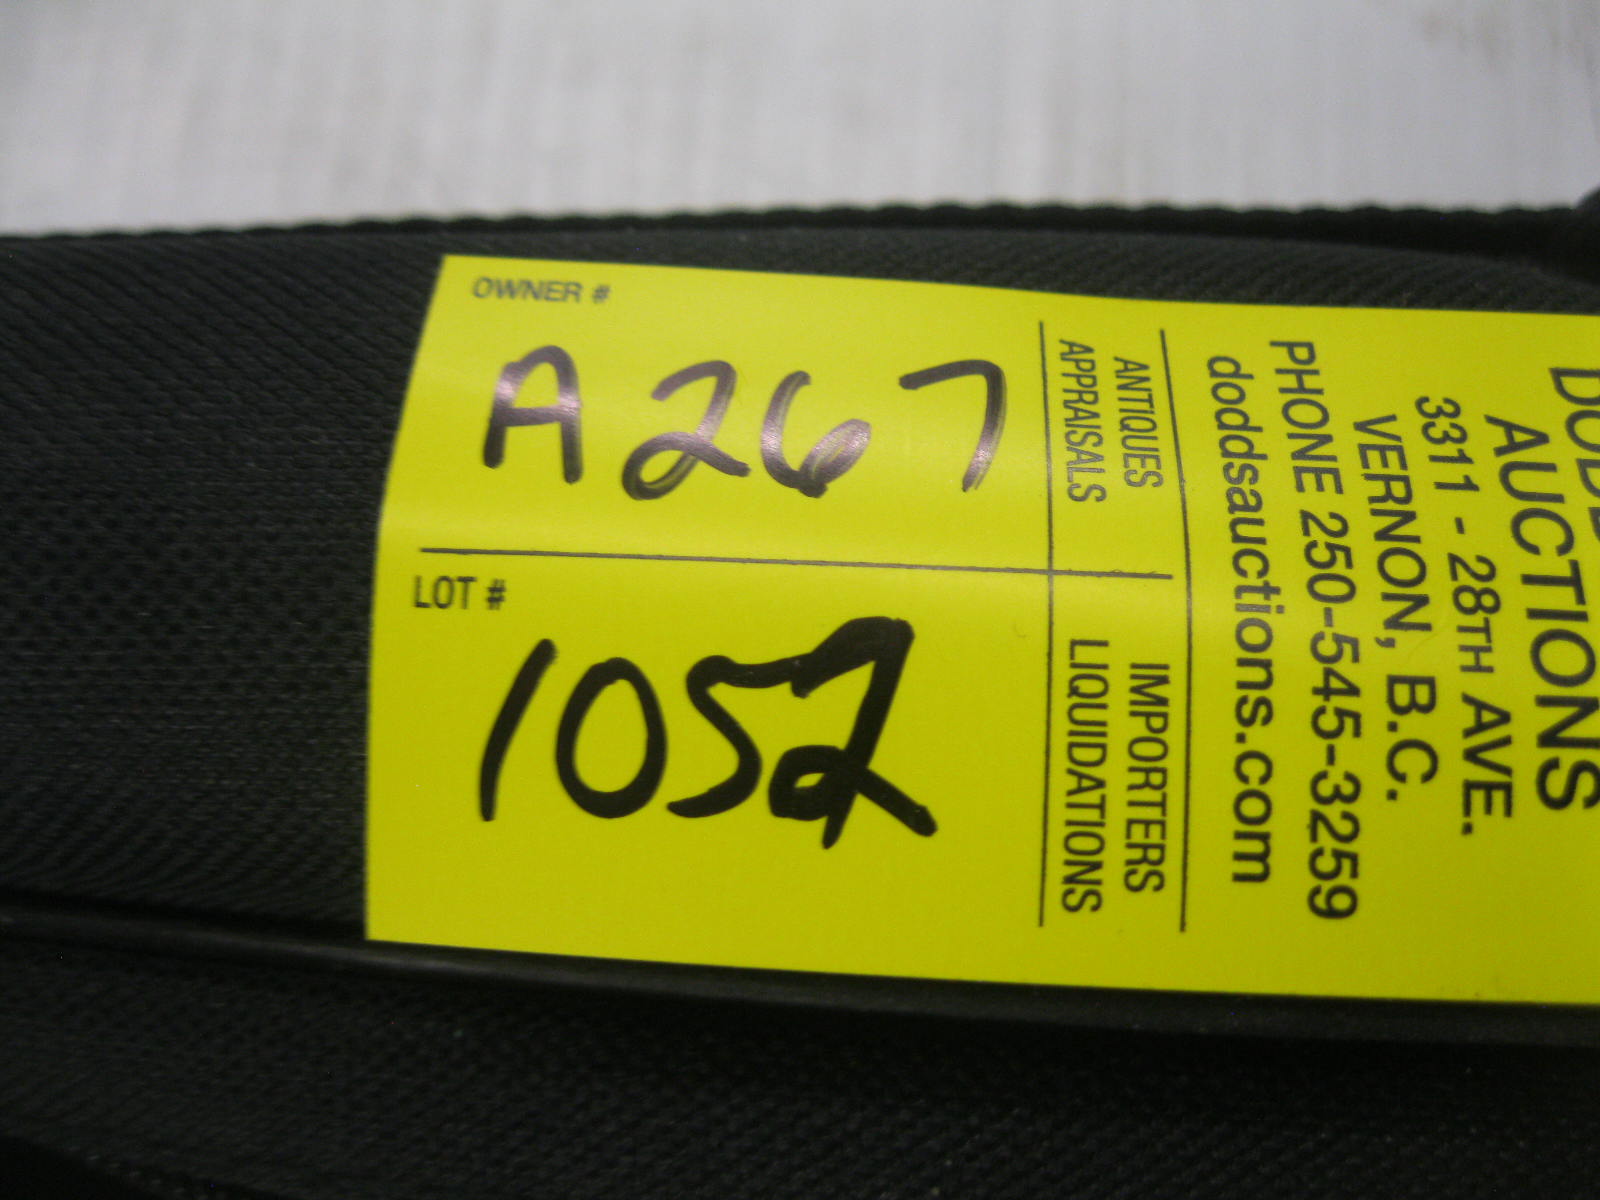 OWNER #
A267
LOT #
1052
AUCTIONS
3311 - 28TH AVE.
VERNON, B.C.
PHONE 250-545-3259
doddsauctions.com
ANTIQUES IMPORTERS
APPRAISALS LIQUIDATIONS